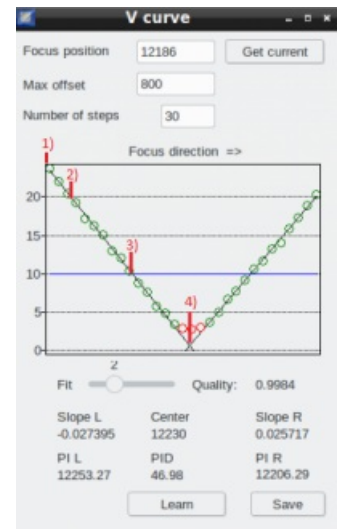 V curve
Focus position 12186 Get current
Max offset 800
Number of steps 30
1) Focus direction =>
2)
20
15
3)
10
4)
5
0
2
Fit Quality: 0.9984
Slope L Center Slope R
-0.027395 12230 0.025717
PI L PID PI R
12253.27 46.98 12206.29
Learn Save